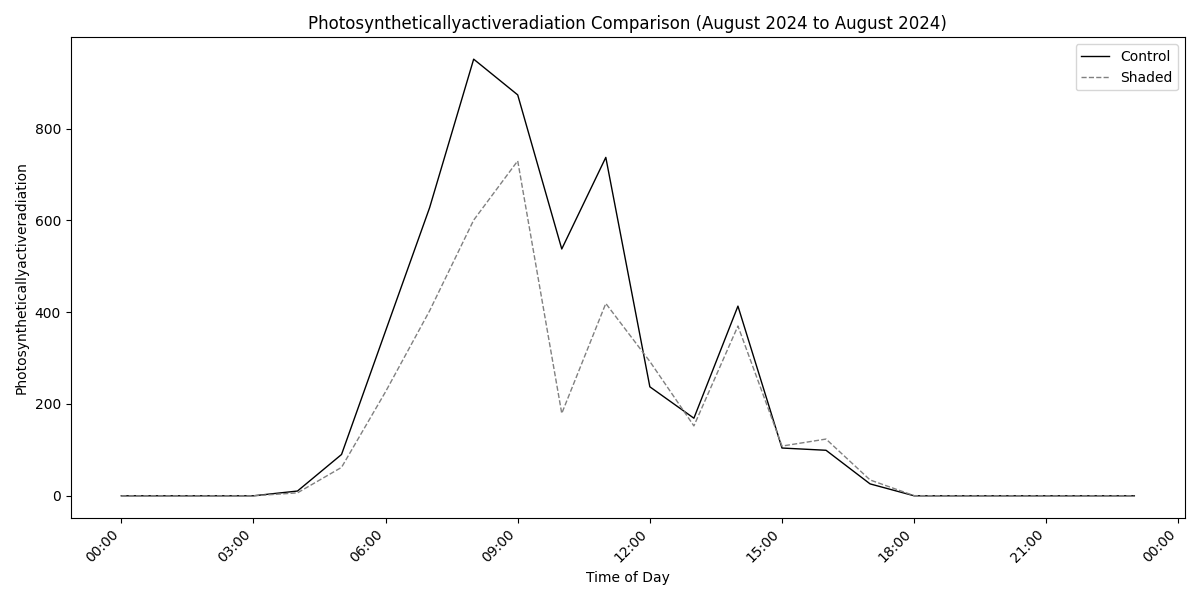 Photosyntheticallyactiveradiation Comparison (August 2024 to August 2024)
Control
Shaded
Photosyntheticallyactiveradiation
800
600
400
200
0
00:00
03:00
06:00
09:00
12:00
15:00
18:00
21:00
00:00
Time of Day